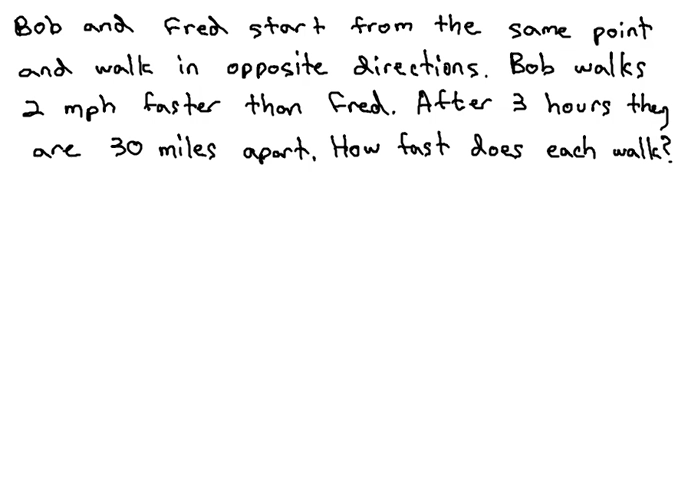 Bob and Fred start from the same point
and walk in opposite directions. Bob walks
2 mph faster than Fred. After 3 hours they
are 30 miles apart. How fast does each walk?